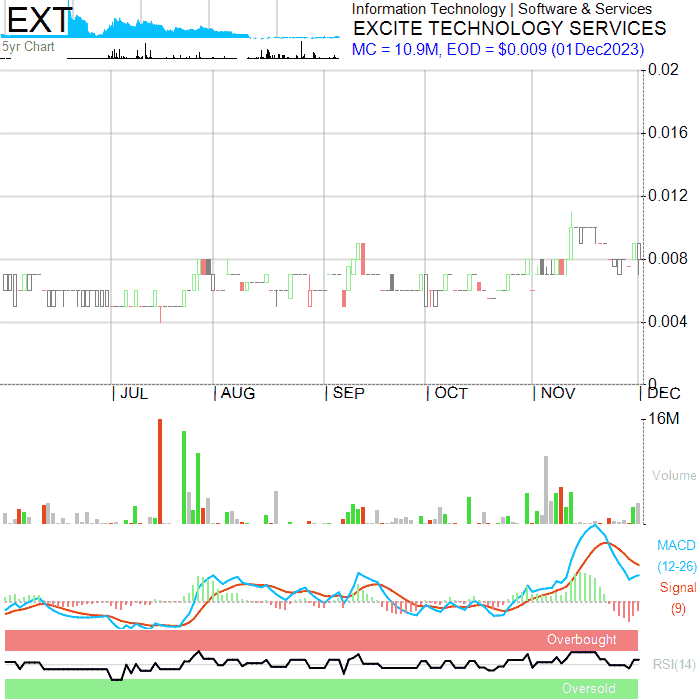 EXT
5yr Chart
Information Technology | Software & Services
EXCITE TECHNOLOGY SERVICES
MC = 10.9M, EOD = $0.009 (01Dec2023)
0.02
0.016
0.012
0.008
0.004
0
JUL AUG SEP OCT NOV DEC
16M
Volume
MACD
(12-26)
Signal
(9)
Overbought
RSI(14)
Oversold